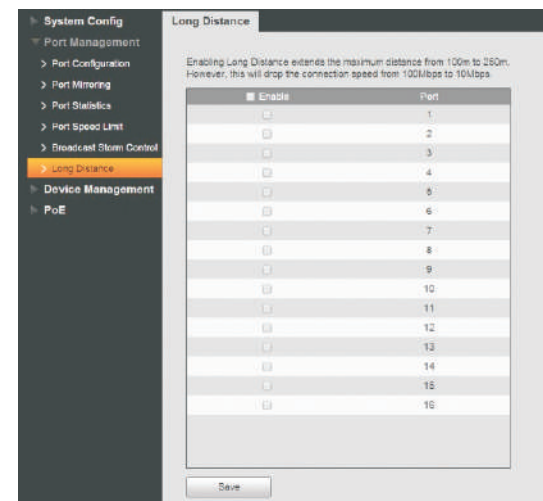 System Config
Port Management
Port Configuration
Port Mirroring
Port Statistics
Port Speed Limit
Broadcast Storm Control
Long Distance
Device Management
PoE
Long Distance
Enabling Long Distance extends the maximum distance from 100m to 250m.
However, this will drop the connection speed from 100Mbps to 10Mbps.
Enable Port
1
2
3
4
5
6
7
8
9
10
11
12
13
14
15
16
Save